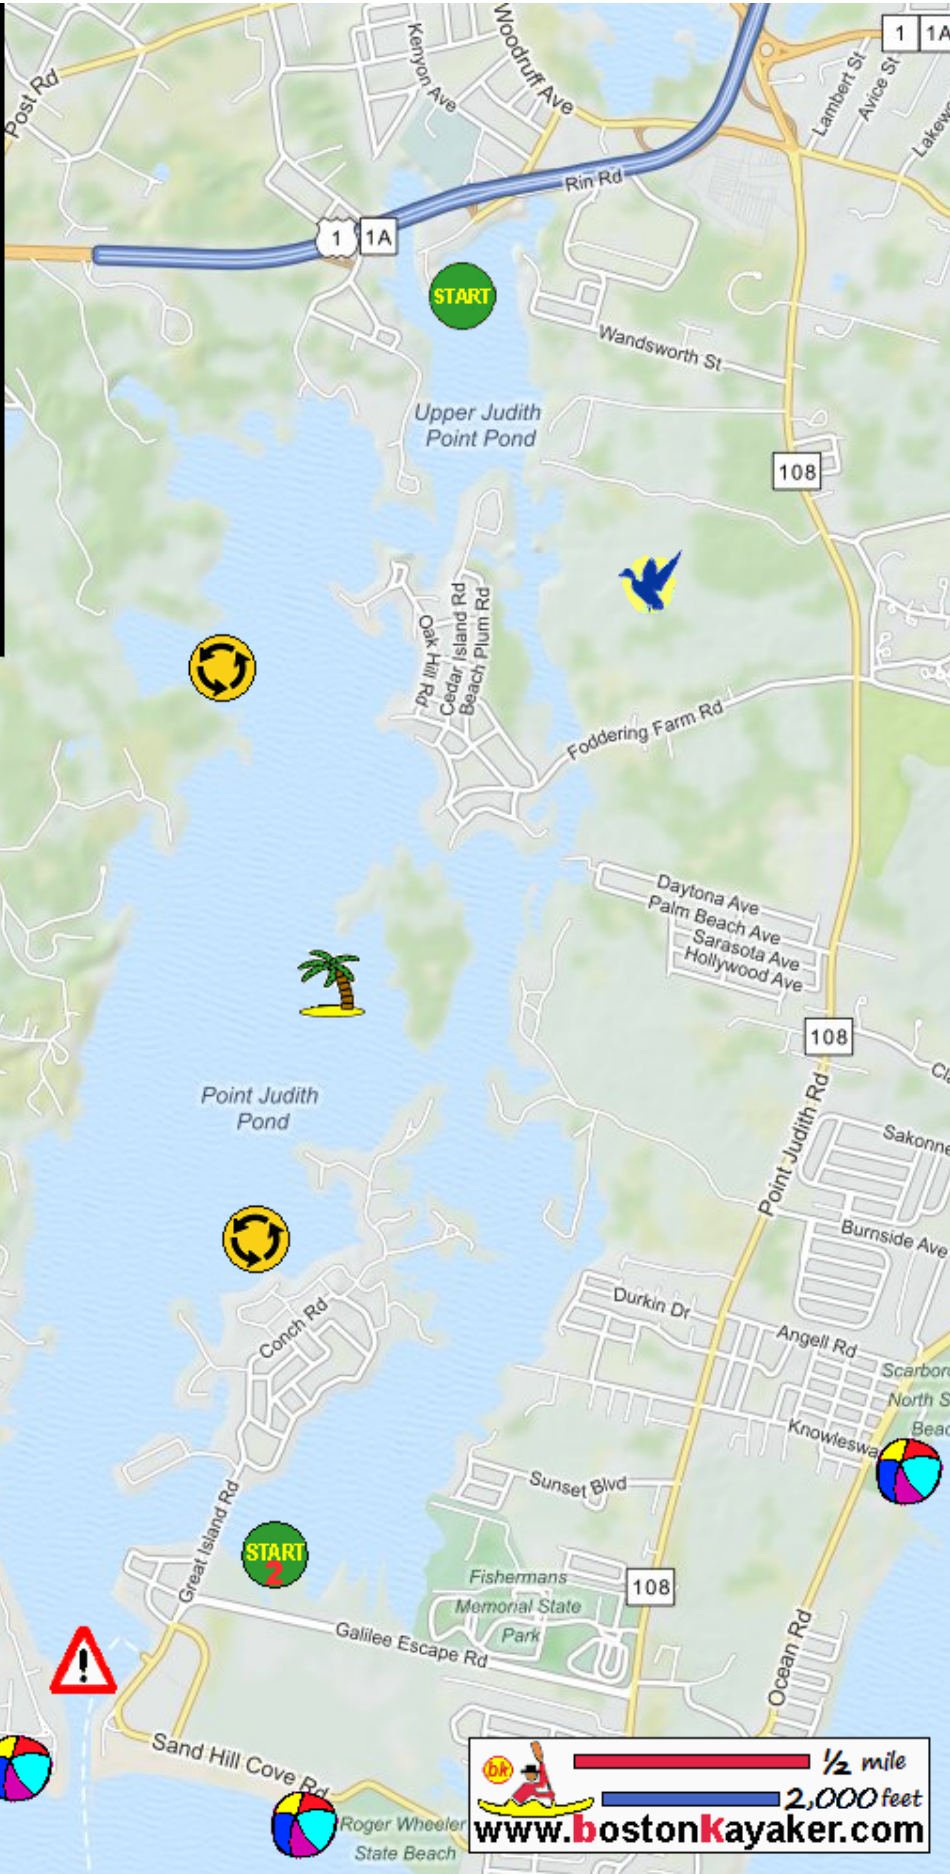 Post Rd
Kenyon Ave
Woodruff Ave
1
1A
Lambert St
Avice St
Rin Rd
1
1A
START
Wandsworth St
Upper Judith
Point Pond
108
Oak Hill Rd
Cedar Island Rd
Beach Plum Rd
Foddering Farm Rd
Daytona Ave
Palm Beach Ave
Sarasota Ave
Hollywood Ave
108
Point Judith
Pond
Point Judith Rd
Burnside Ave
Conch Rd
Durkin Dr
Angell Rd
North S
Sunset Blvd
Great Island Rd
START
2
Fishermans
Memorial State
Park
108
Galilee Escape Rd
Ocean Rd
!
Sand Hill Cove Rd
Roger Wheeler
State Beach
bk
½ mile
2,000 feet
www.bostonkayaker.com